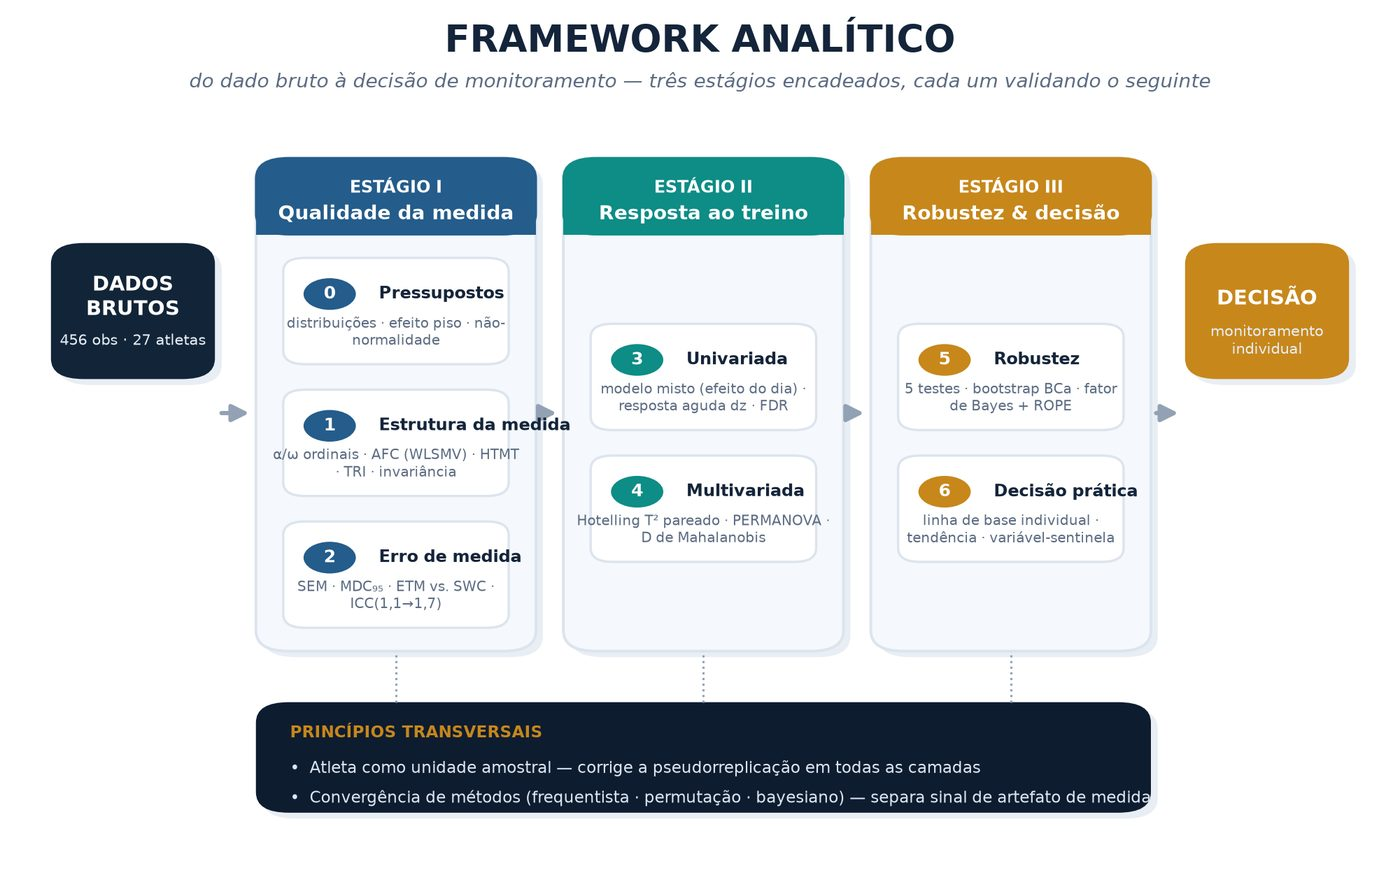 FRAMEWORK ANALÍTICO
do dado bruto à decisão de monitoramento — três estágios encadeados, cada um validando o seguinte
DADOS
BRUTOS
456 obs · 27 atletas
ESTÁGIO I
Qualidade da medida
0
Pressupostos
distribuições · efeito piso · não-
normalidade
1
Estrutura da medida
α/ω ordinais · AFC (WLSMV) · HTMT
· TRI · invariância
2
Erro de medida
SEM · MDC₉₅ · ETM vs. SWC ·
ICC(1,1→1,7)
ESTÁGIO II
Resposta ao treino
3
Univariada
modelo misto (efeito do dia) ·
resposta aguda dz · FDR
4
Multivariada
Hotelling T² pareado · PERMANOVA ·
D de Mahalanobis
ESTÁGIO III
Robustez & decisão
5
Robustez
5 testes · bootstrap BCa · fator
de Bayes + ROPE
6
Decisão prática
linha de base individual ·
tendência · variável-sentinela
DECISÃO
monitoramento
individual
PRINCÍPIOS TRANSVERSAIS
• Atleta como unidade amostral — corrige a pseudorreplicação em todas as camadas
• Convergência de métodos (frequentista · permutação · bayesiano) — separa sinal de artefato de medida